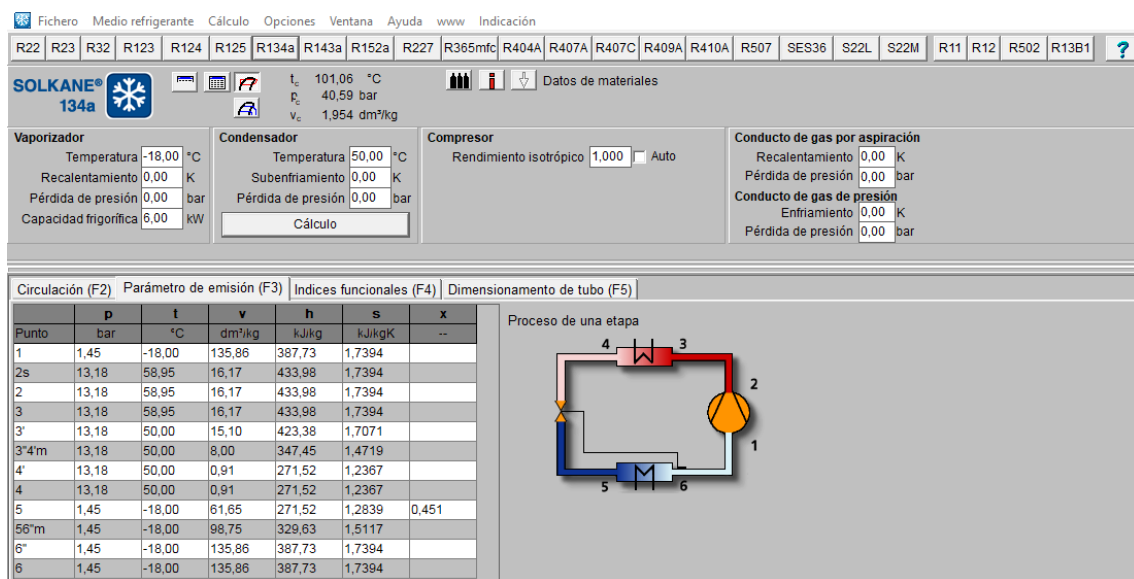 Fichero Medio refrigerante Cálculo Opciones Ventana Ayuda www Indicación
R22 R23 R32 R123 R124 R125 R134a R143a R152a R227 R365mfc R404A R407A R407C R409A R410A R507 SES36 S22L S22M R11 R12 R502 R13B1 ?
SOLKANE®
134a
tc 101,06 °C
pc 40,59 bar
vc 1,954 dm³/kg
Datos de materiales
Vaporizador
Temperatura -18,00 °C
Recalentamiento 0,00 K
Pérdida de presión 0,00 bar
Capacidad frigorífica 6,00 kW
Condensador
Temperatura 50,00 °C
Subenfriamiento 0,00 K
Pérdida de presión 0,00 bar
Cálculo
Compresor
Rendimiento isotrópico 1,000 Auto
Conducto de gas por aspiración
Recalentamiento 0,00 K
Pérdida de presión 0,00 bar
Conducto de gas de presión
Enfriamiento 0,00 K
Pérdida de presión 0,00 bar
Circulación (F2) Parámetro de emisión (F3) Indices funcionales (F4) Dimensionamento de tubo (F5)
p t v h s x
Punto bar °C dm³/kg kJ/kg kJ/kgK --
1 1,45 -18,00 135,86 387,73 1,7394
2s 13,18 58,95 16,17 433,98 1,7394
2 13,18 58,95 16,17 433,98 1,7394
3 13,18 58,95 16,17 433,98 1,7394
3' 13,18 50,00 15,10 423,38 1,7071
3"4'm 13,18 50,00 8,00 347,45 1,4719
4' 13,18 50,00 0,91 271,52 1,2367
4 13,18 50,00 0,91 271,52 1,2367
5 1,45 -18,00 61,65 271,52 1,2839 0,451
56"m 1,45 -18,00 98,75 329,63 1,5117
6" 1,45 -18,00 135,86 387,73 1,7394
6 1,45 -18,00 135,86 387,73 1,7394
Proceso de una etapa
4 3
2
1
5 6